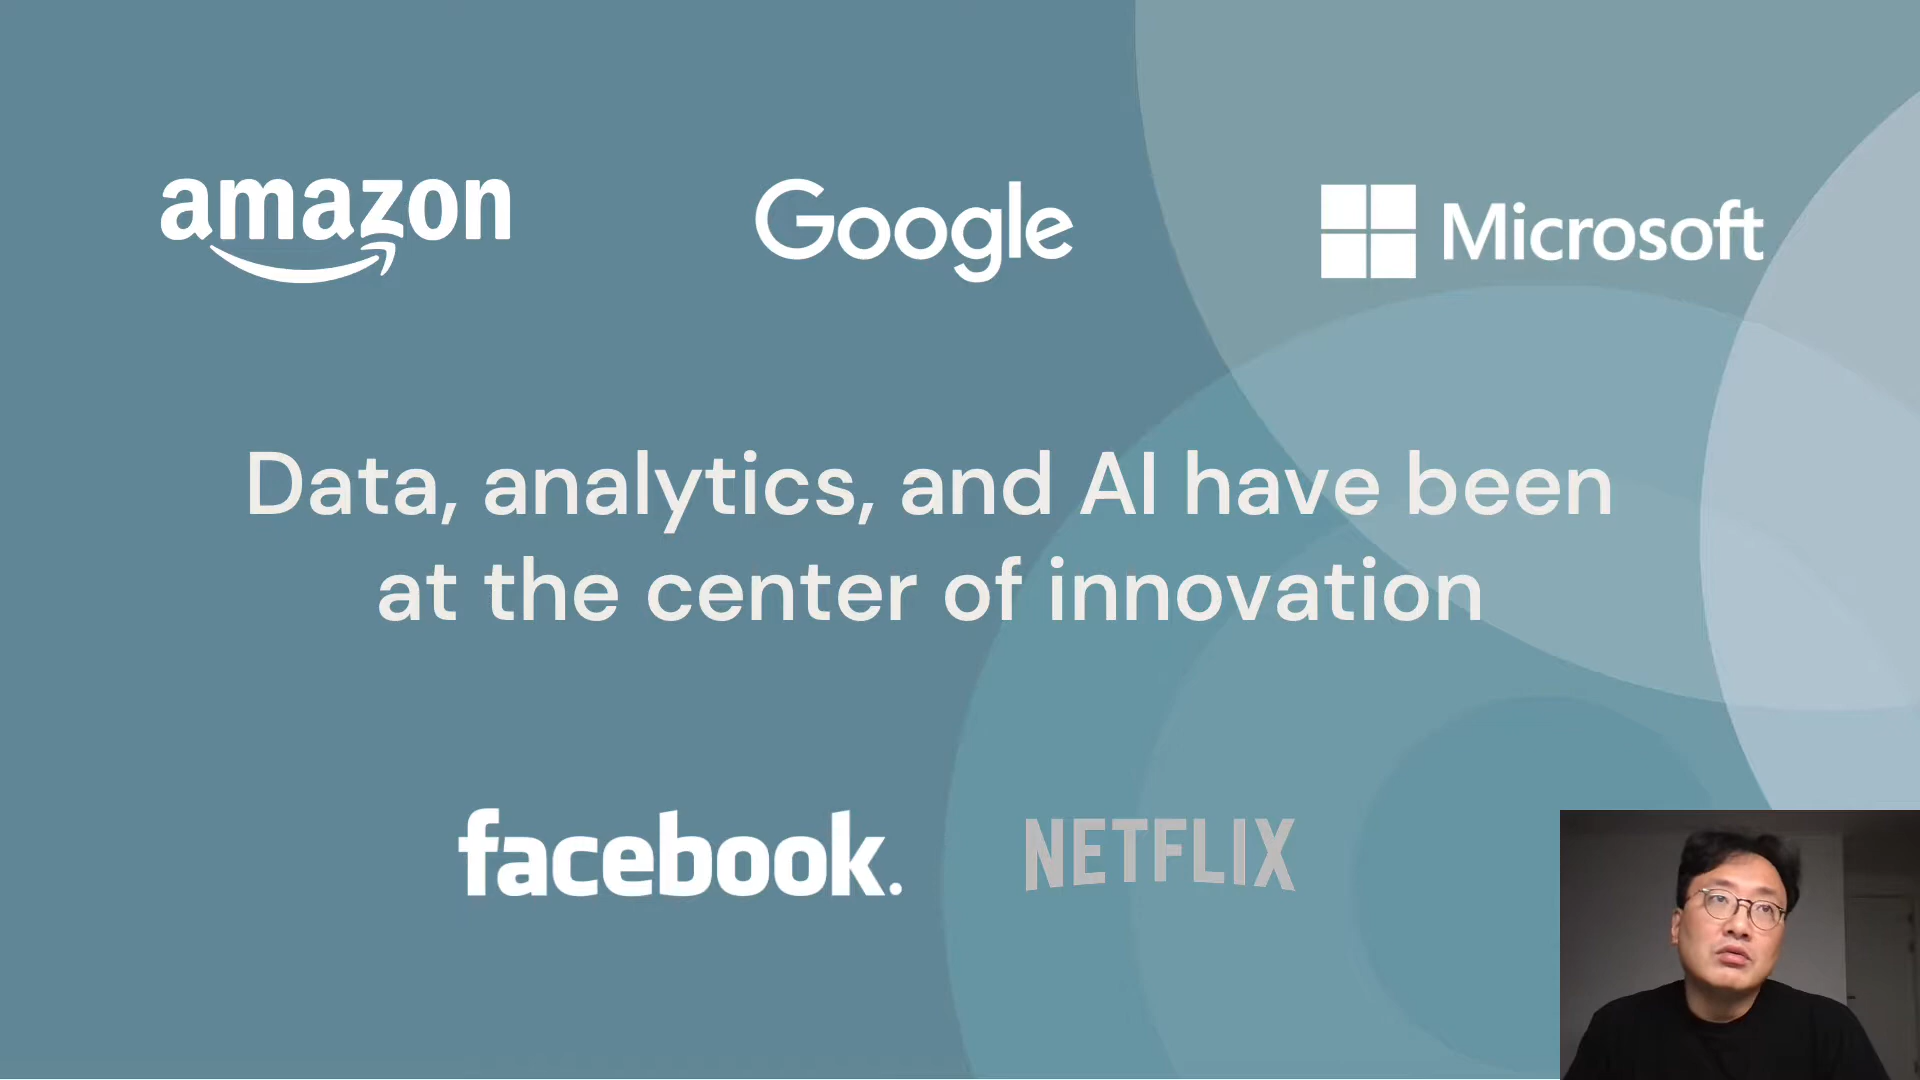 amazon
Google
Microsoft
Data, analytics, and AI have been
at the center of innovation
facebook.
NETFLIX